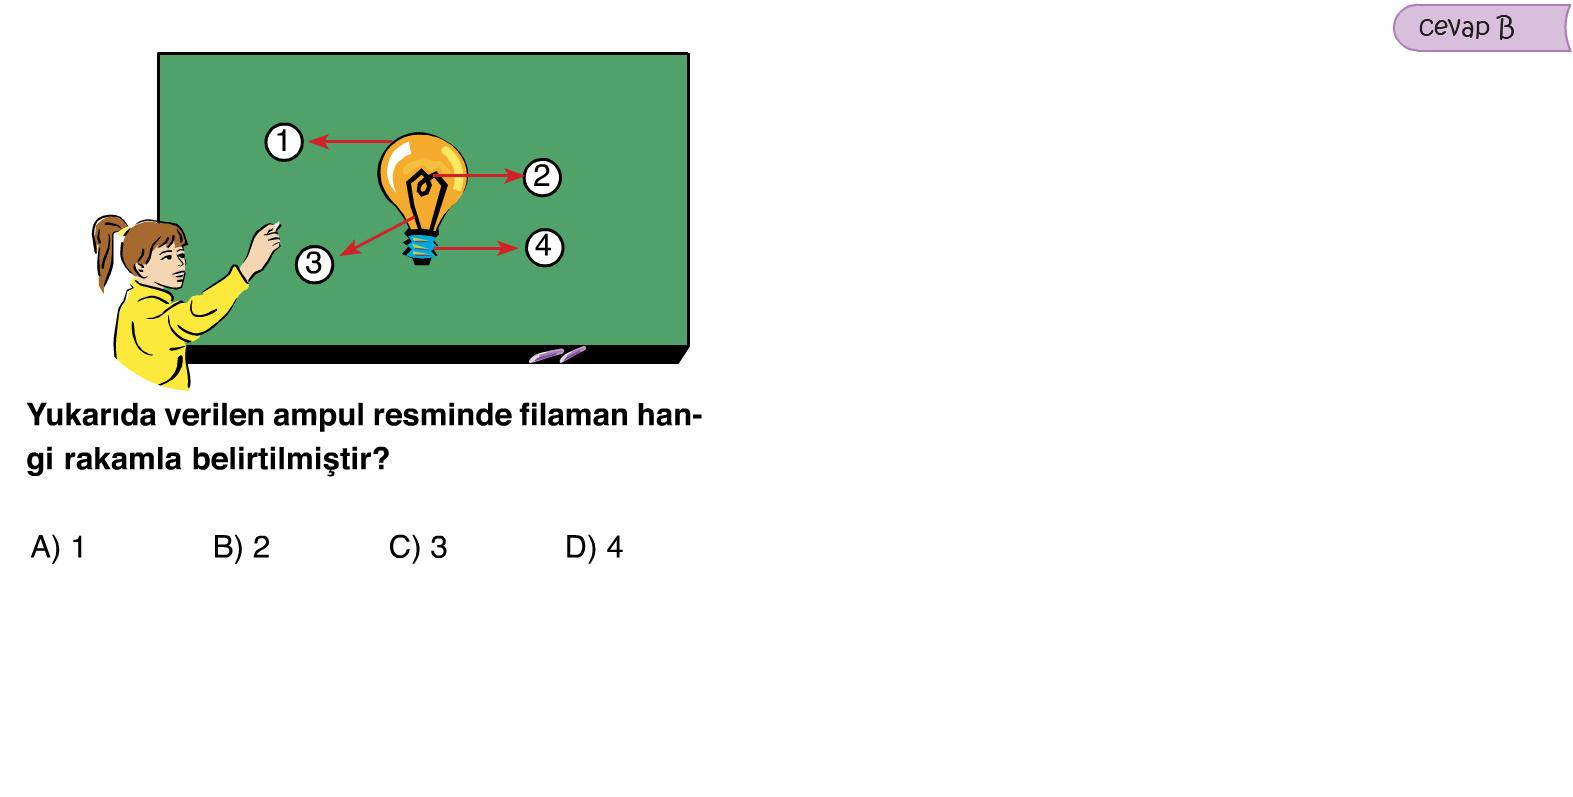 cevap B
1
2
3
4
Yukarıda verilen ampul resminde filaman han-
gi rakamla belirtilmiştir?
A) 1 B) 2 C) 3 D) 4